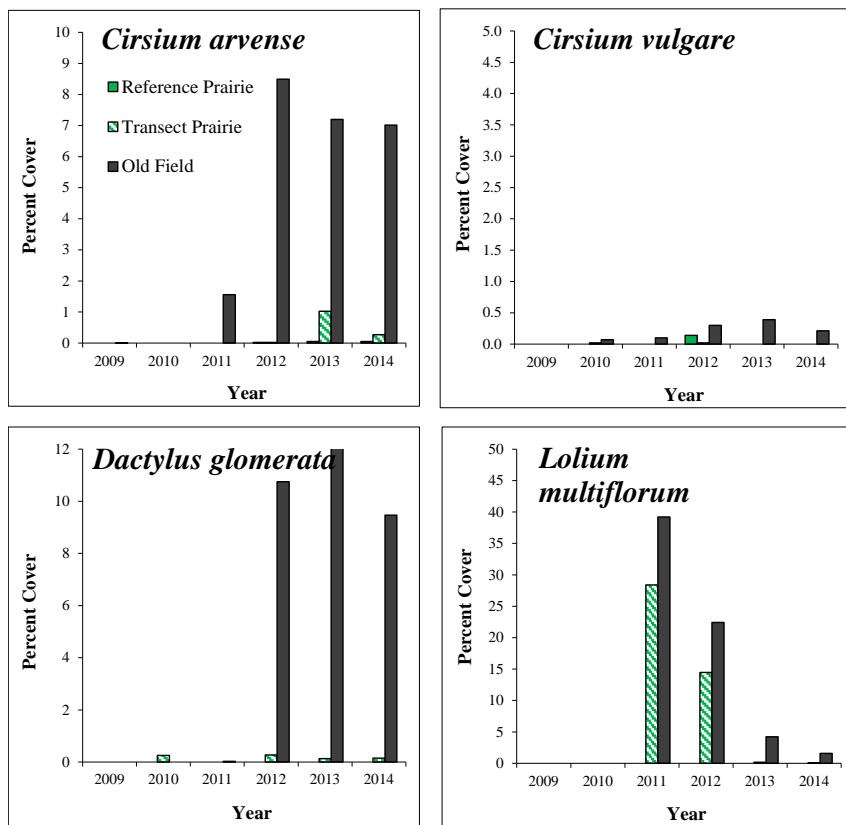 Cirsium arvense
10
9
8
7
6
5
4
3
2
1
0
Percent Cover
Reference Prairie
Transect Prairie
Old Field
2009 2010 2011 2012 2013 2014
Year
Cirsium vulgare
5.0
4.5
4.0
3.5
3.0
2.5
2.0
1.5
1.0
0.5
0.0
Percent Cover
2009 2010 2011 2012 2013 2014
Year
Dactylus glomerata
12
10
8
6
4
2
0
Percent Cover
2009 2010 2011 2012 2013 2014
Year
Lolium
multiflorum
50
45
40
35
30
25
20
15
10
5
0
Percent Cover
2009 2010 2011 2012 2013 2014
Year